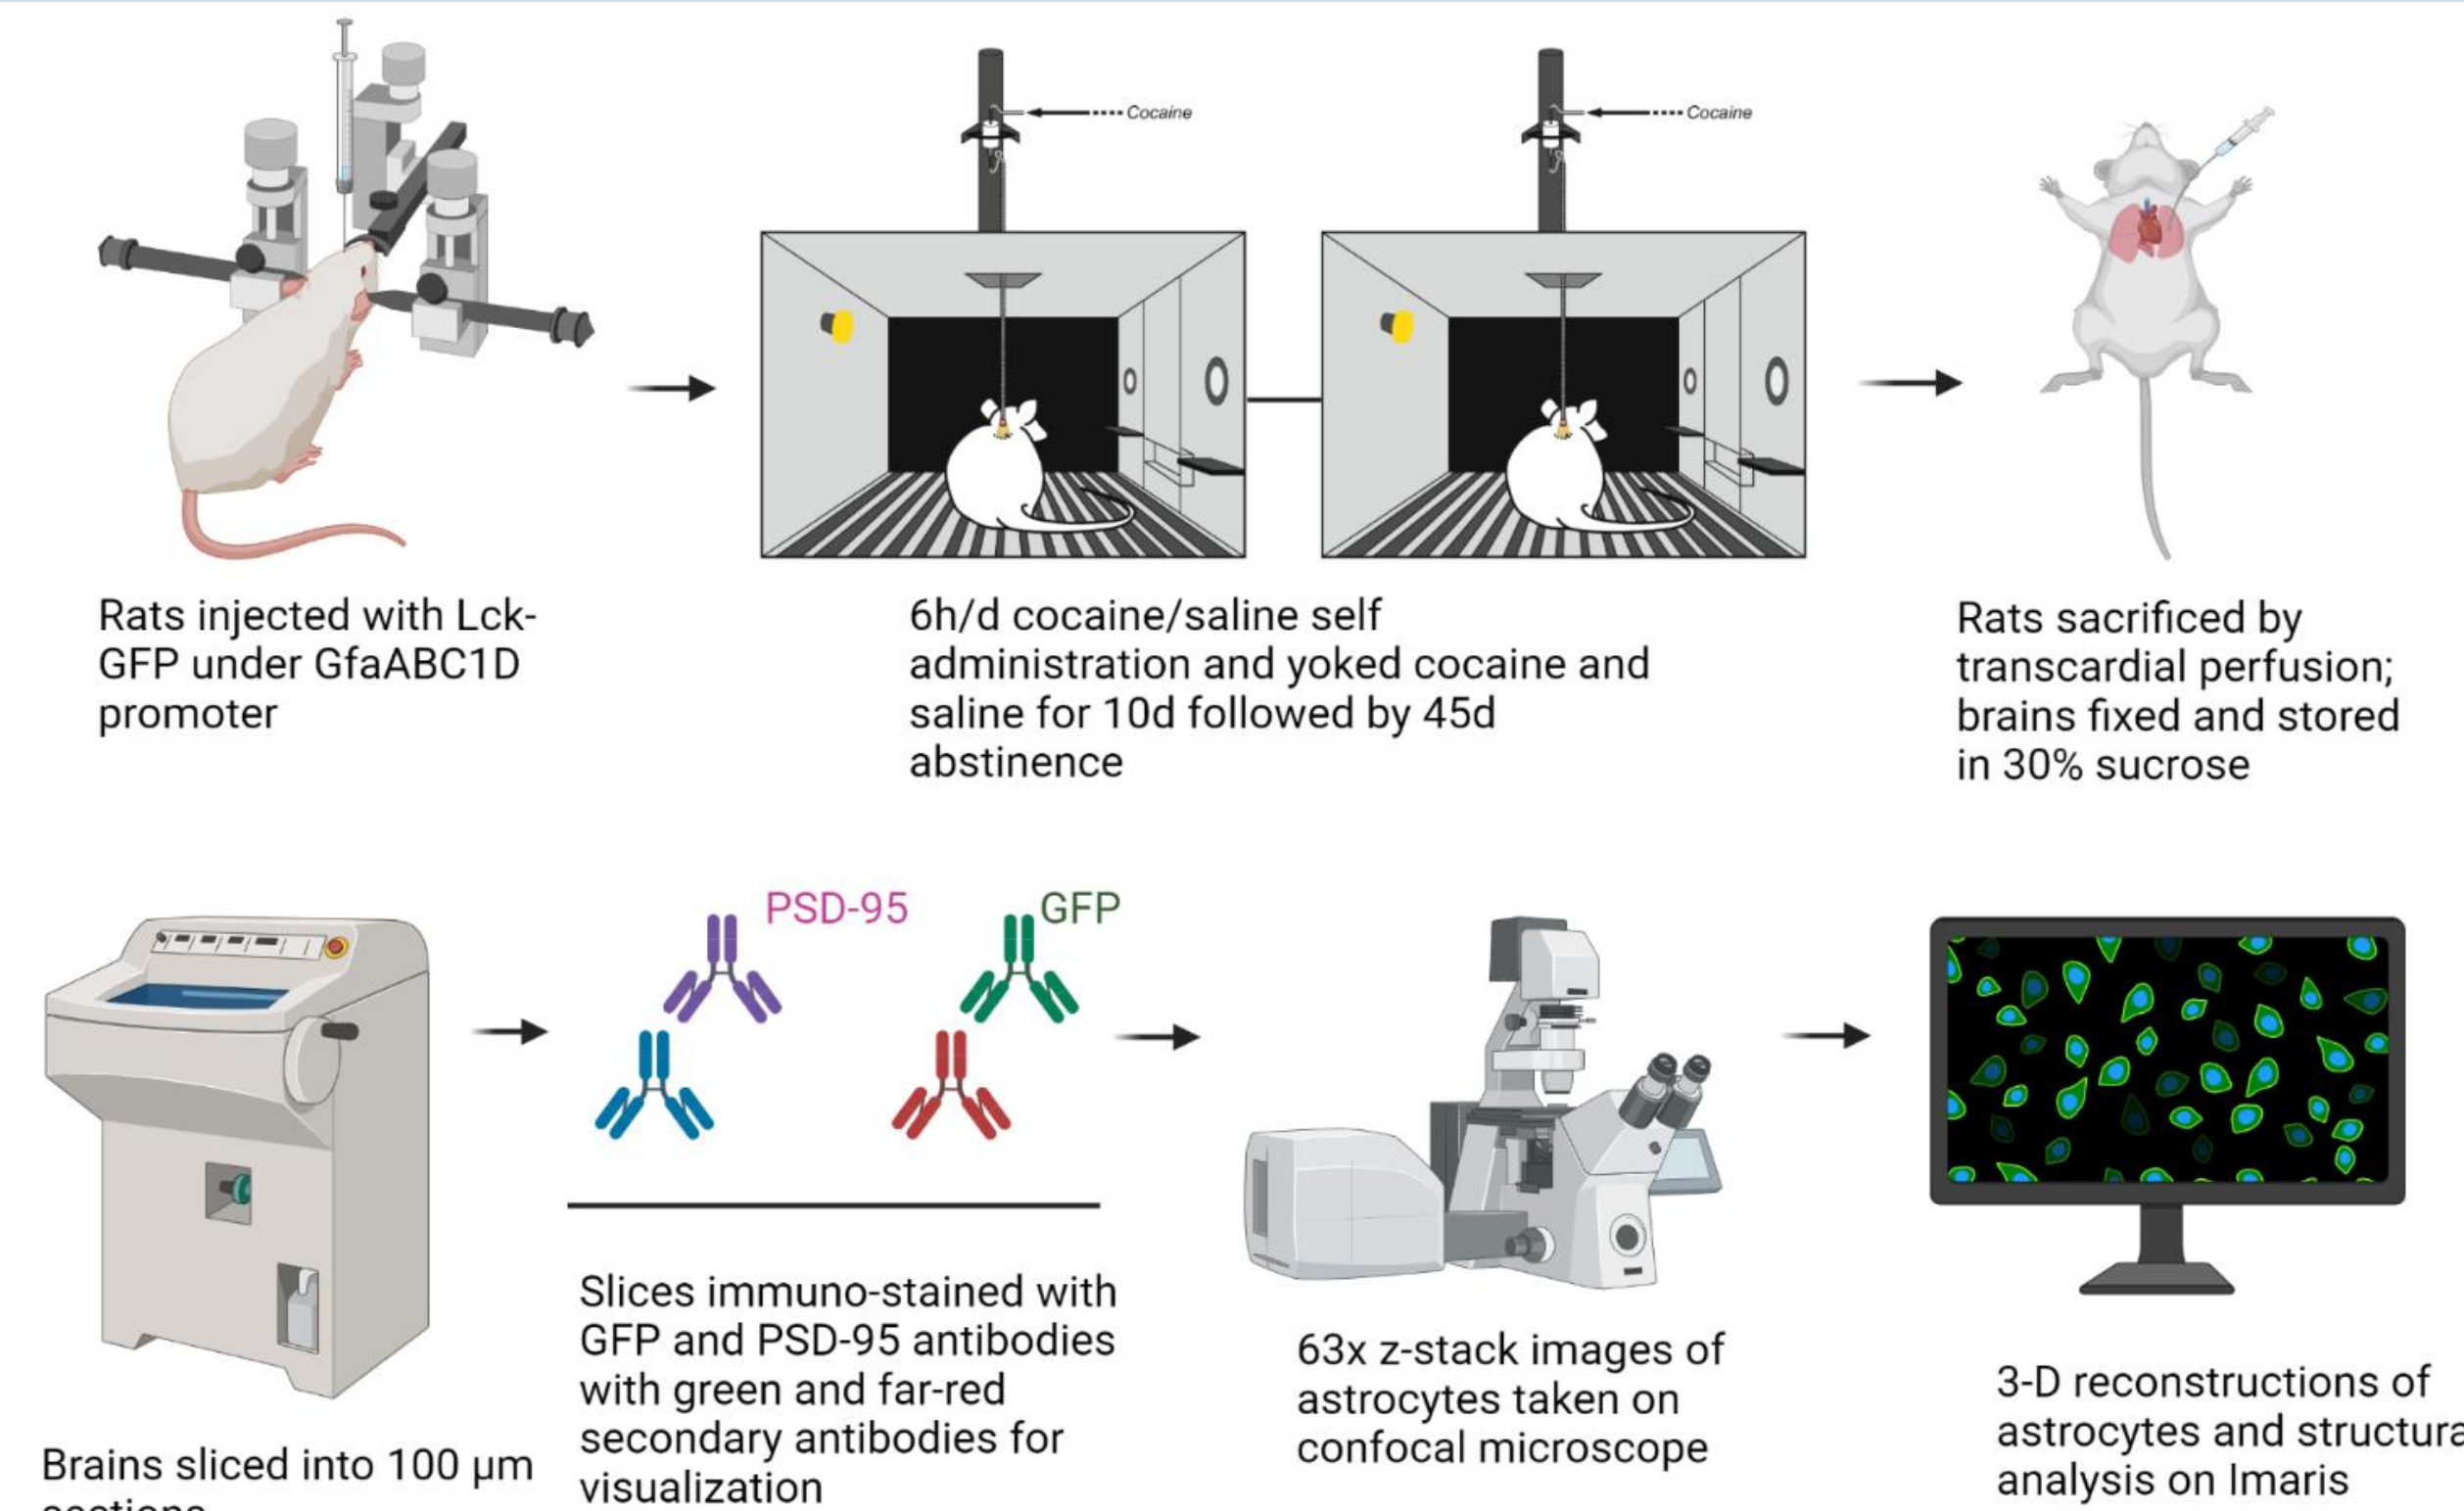 Cocaine
Cocaine
Rats injected with Lck-
GFP under GfaABC1D
promoter
6h/d cocaine/saline self
administration and yoked cocaine and
saline for 10d followed by 45d
abstinence
Rats sacrificed by
transcardial perfusion;
brains fixed and stored
in 30% sucrose
Brains sliced into 100 µm
sections
PSD-95
GFP
Slices immuno-stained with
GFP and PSD-95 antibodies
with green and far-red
secondary antibodies for
visualization
63x z-stack images of
astrocytes taken on
confocal microscope
3-D reconstructions of
astrocytes and structura
analysis on Imaris